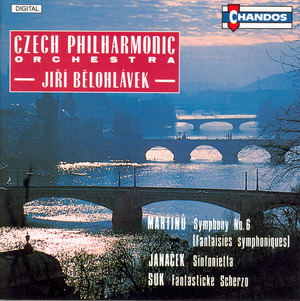 DIGITAL
CHANDOS
CZECH PHILHARMONIC
ORCHESTRA
JIŘÍ BĚLOHLÁVEK
MARTINŮ Symphony No.6
(Fantaisies symphoniques)
JANÁČEK Sinfonietta
SUK Fantastické Scherzo